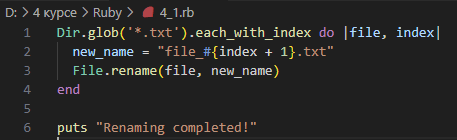 D: > 4 курсе > Ruby > 4_1.rb
1 Dir.glob('*.txt').each_with_index do |file, index|
2   new_name = "file_#{index + 1}.txt"
3   File.rename(file, new_name)
4 end
5
6 puts "Renaming completed!"